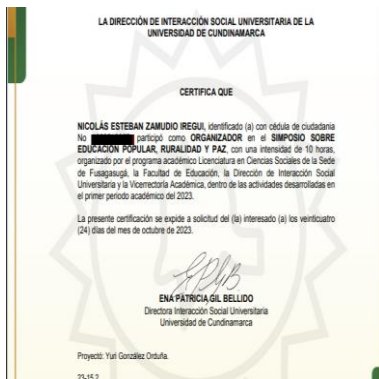 LA DIRECCIÓN DE INTERACCIÓN SOCIAL UNIVERSITARIA DE LA
UNIVERSIDAD DE CUNDINAMARCA
CERTIFICA QUE
NICOLÁS ESTEBAN ZAMUDIO IREGUI, identificado (a) con cédula de ciudadanía
No participó como ORGANIZADOR en el SIMPOSIO SOBRE
EDUCACIÓN POPULAR, RURALIDAD Y PAZ, con una intensidad de 10 horas,
organizado por el programa académico Licenciatura en Ciencias Sociales de la Sede
de Fusagasugá, la Facultad de Educación, la Dirección de Interacción Social
Universitaria y la Vicerrectoría Académica, dentro de las actividades desarrolladas en
el primer periodo académico del 2023.
La presente certificación se expide a solicitud del (la) interesado (a) los veinticuatro
(24) días del mes de octubre de 2023.
ENA PATRICIA GIL BELLIDO
Directora Interacción Social Universitaria
Universidad de Cundinamarca
Proyectó: Yuri González Orduña.
23-15.2